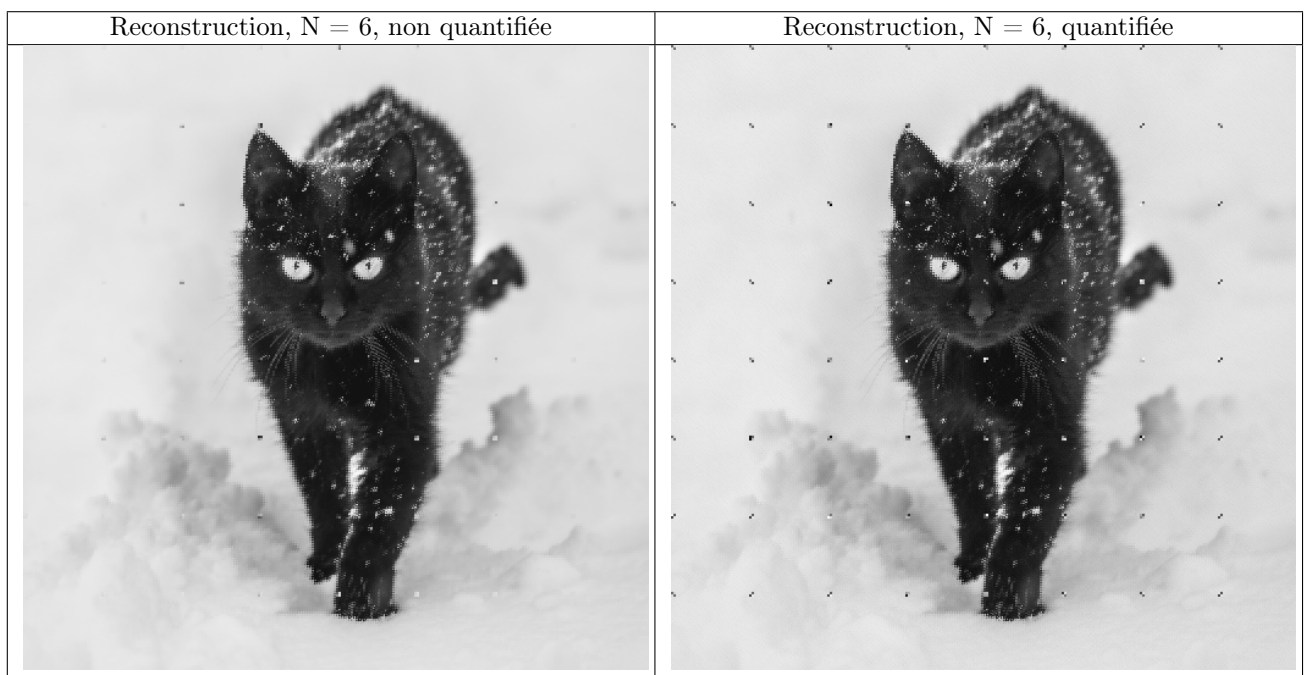 Reconstruction, N = 6, non quantifiée
Reconstruction, N = 6, quantifiée